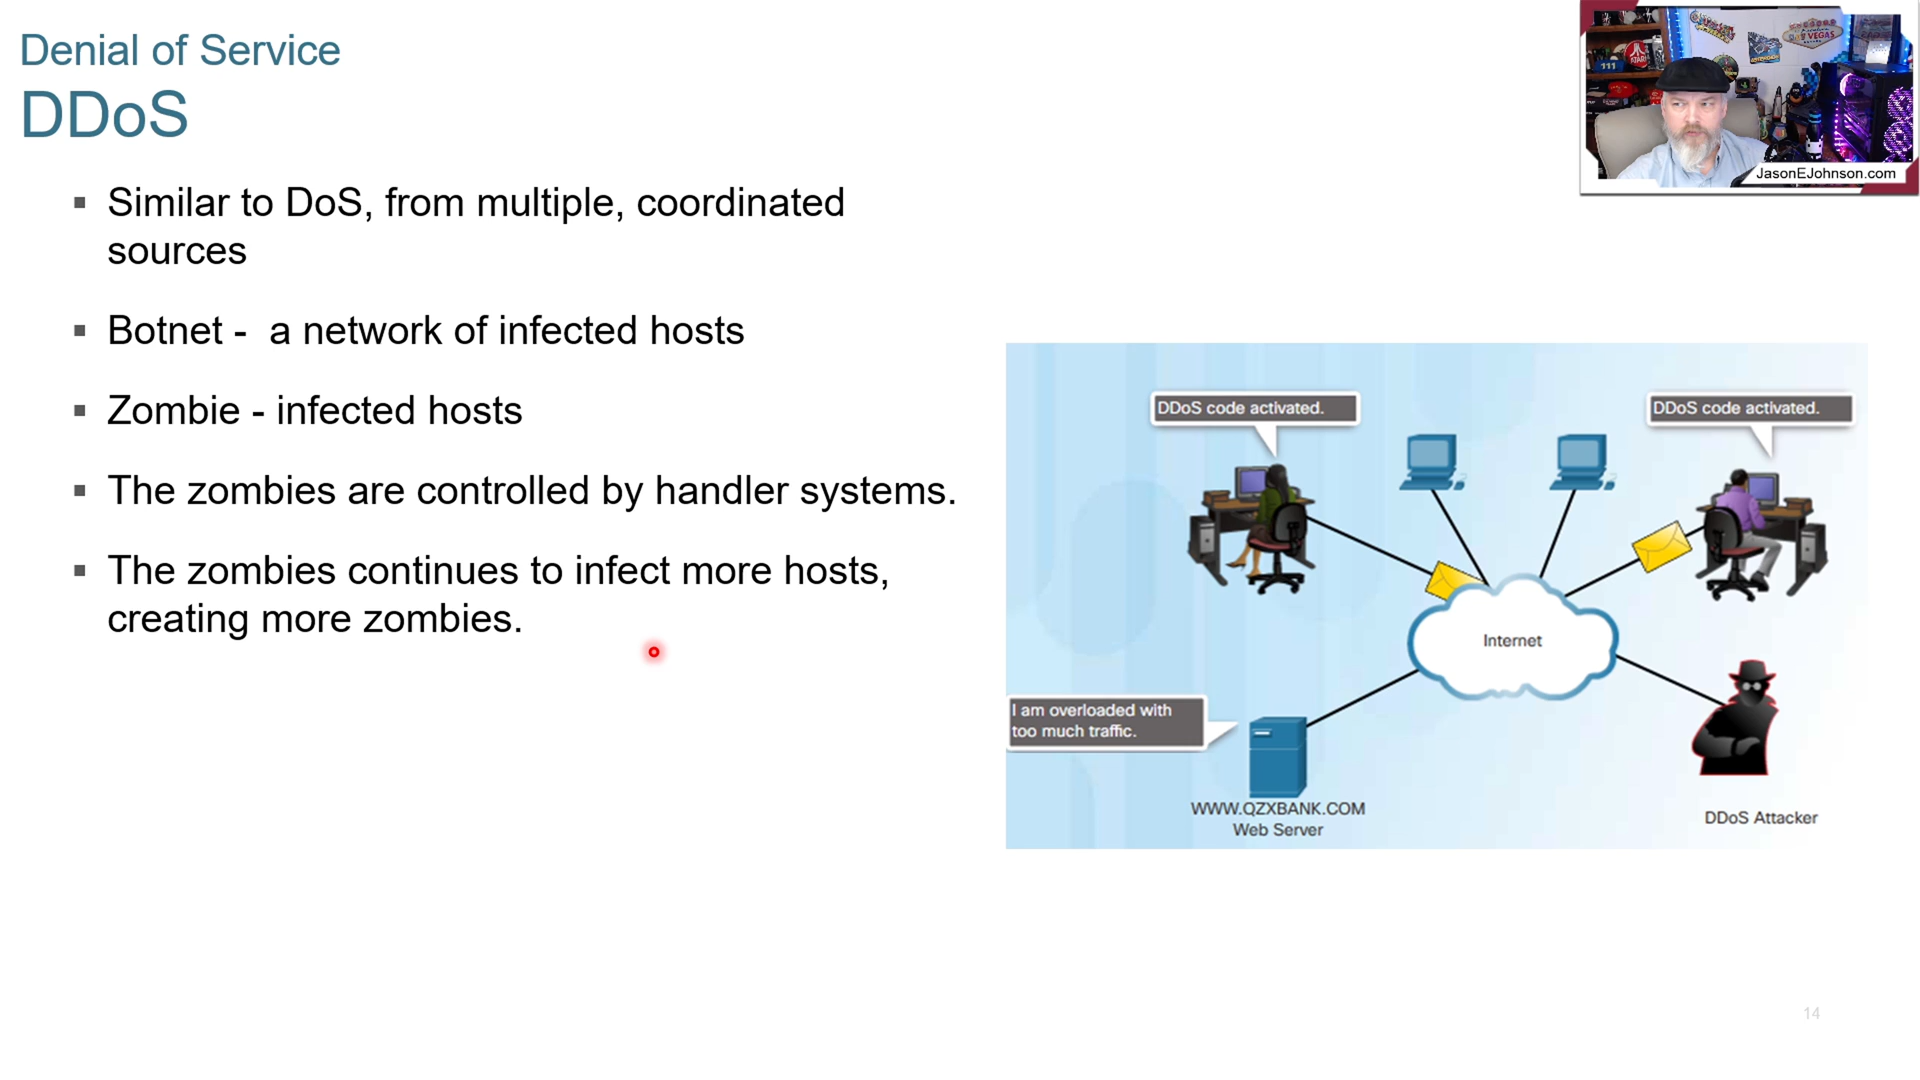 Denial of Service
DDoS
▪ Similar to DoS, from multiple, coordinated
sources
▪ Botnet -  a network of infected hosts
▪ Zombie - infected hosts
▪ The zombies are controlled by handler systems.
▪ The zombies continues to infect more hosts,
creating more zombies.
ATARI
111
VEGAS
JasonEJohnson.com
DDoS code activated.
DDoS code activated.
Internet
I am overloaded with
too much traffic.
WWW.QZXBANK.COM
Web Server
DDoS Attacker
14